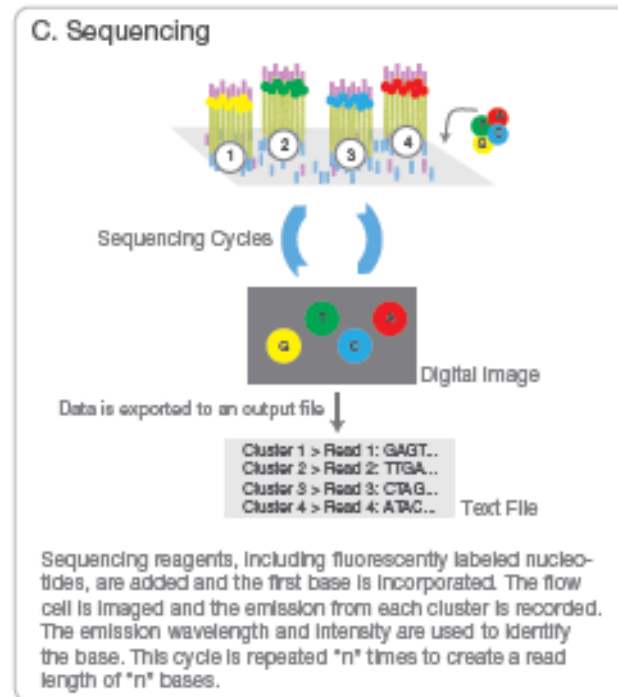 C. Sequencing
1
2
3
4
A
T
C
G
Sequencing Cycles
T
A
G
C
Digital Image
Data is exported to an output file
Cluster 1 > Read 1: GAGT...
Cluster 2 > Read 2: TTGA...
Cluster 3 > Read 3: CTAG...
Cluster 4 > Read 4: ATAC...
Text File
Sequencing reagents, including fluorescently labeled nucleo-
tides, are added and the first base is incorporated. The flow
cell is imaged and the emission from each cluster is recorded.
The emission wavelength and intensity are used to identify
the base. This cycle is repeated "n" times to create a read
length of "n" bases.